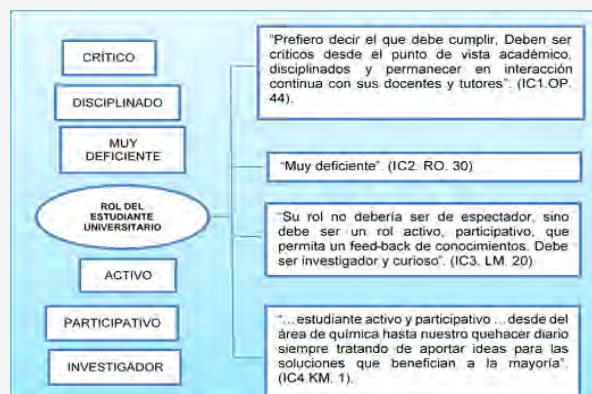 CRÍTICO
DISCIPLINADO
MUY
DEFICIENTE
ROL DEL
ESTUDIANTE
UNIVERSITARIO
ACTIVO
PARTICIPATIVO
INVESTIGADOR
“Prefiero decir el que debe cumplir, Deben ser
críticos desde el punto de vista académico,
disciplinados y permanecer en interacción
continua con sus docentes y tutores”. (IC1.OP.
44).
“Muy deficiente”. (IC2. RO. 30)
“Su rol no debería ser de espectador, sino
debe ser un rol activo, participativo, que
permita un feed-back de conocimientos. Debe
ser investigador y curioso”. (IC3. LM. 20)
“…estudiante activo y participativo …desde del
área de química hasta nuestro quehacer diario
siempre tratando de aportar ideas para las
soluciones que benefician a la mayoría”.
(IC4.KM. 1).